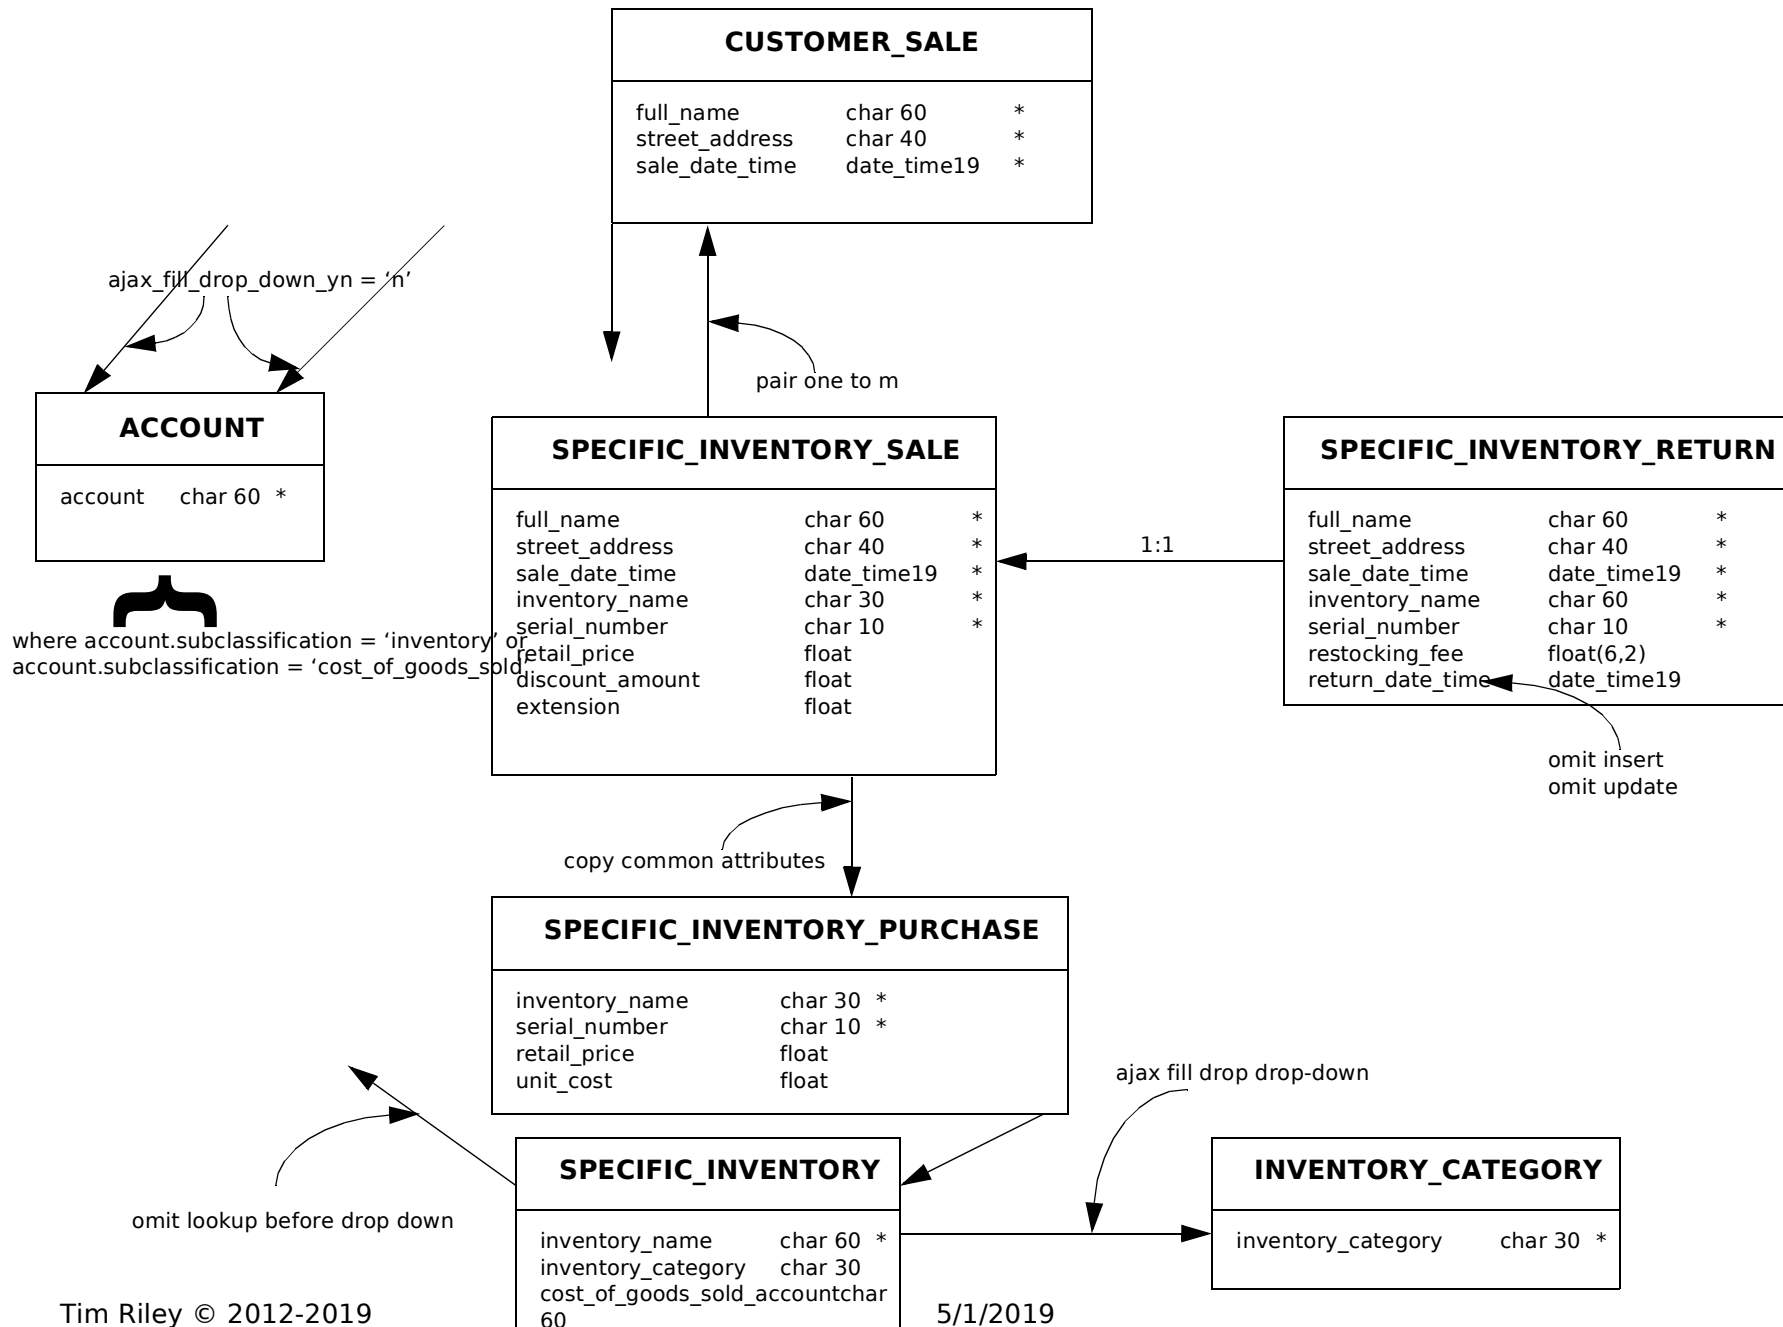 CUSTOMER_SALE
full_name char 60 *
street_address char 40 *
sale_date_time date_time19 *
ajax_fill_drop_down_yn = ‘n’
pair one to m
ACCOUNT
account char 60 *
where account.subclassification = ‘inventory’ or
account.subclassification = ‘cost_of_goods_sold’
SPECIFIC_INVENTORY_SALE
full_name char 60 *
street_address char 40 *
sale_date_time date_time19 *
inventory_name char 30 *
serial_number char 10 *
retail_price float
discount_amount float
extension float
1:1
SPECIFIC_INVENTORY_RETURN
full_name char 60 *
street_address char 40 *
sale_date_time date_time19 *
inventory_name char 60 *
serial_number char 10 *
restocking_fee float(6,2)
return_date_time date_time19
omit insert
omit update
copy common attributes
SPECIFIC_INVENTORY_PURCHASE
inventory_name char 30 *
serial_number char 10 *
retail_price float
unit_cost float
ajax fill drop drop-down
omit lookup before drop down
SPECIFIC_INVENTORY
inventory_name char 60 *
inventory_category char 30
cost_of_goods_sold_accountchar
60
INVENTORY_CATEGORY
inventory_category char 30 *
Tim Riley © 2012-2019
5/1/2019